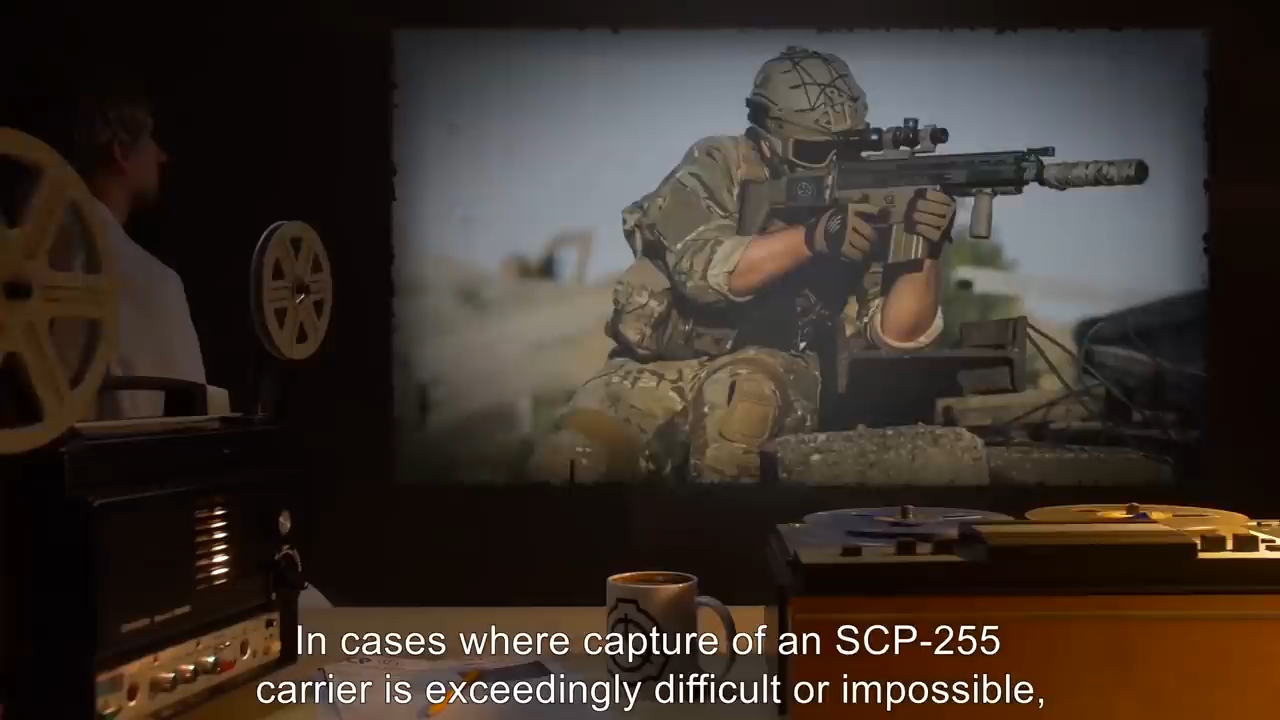 In cases where capture of an SCP-255
carrier is exceedingly difficult or impossible,